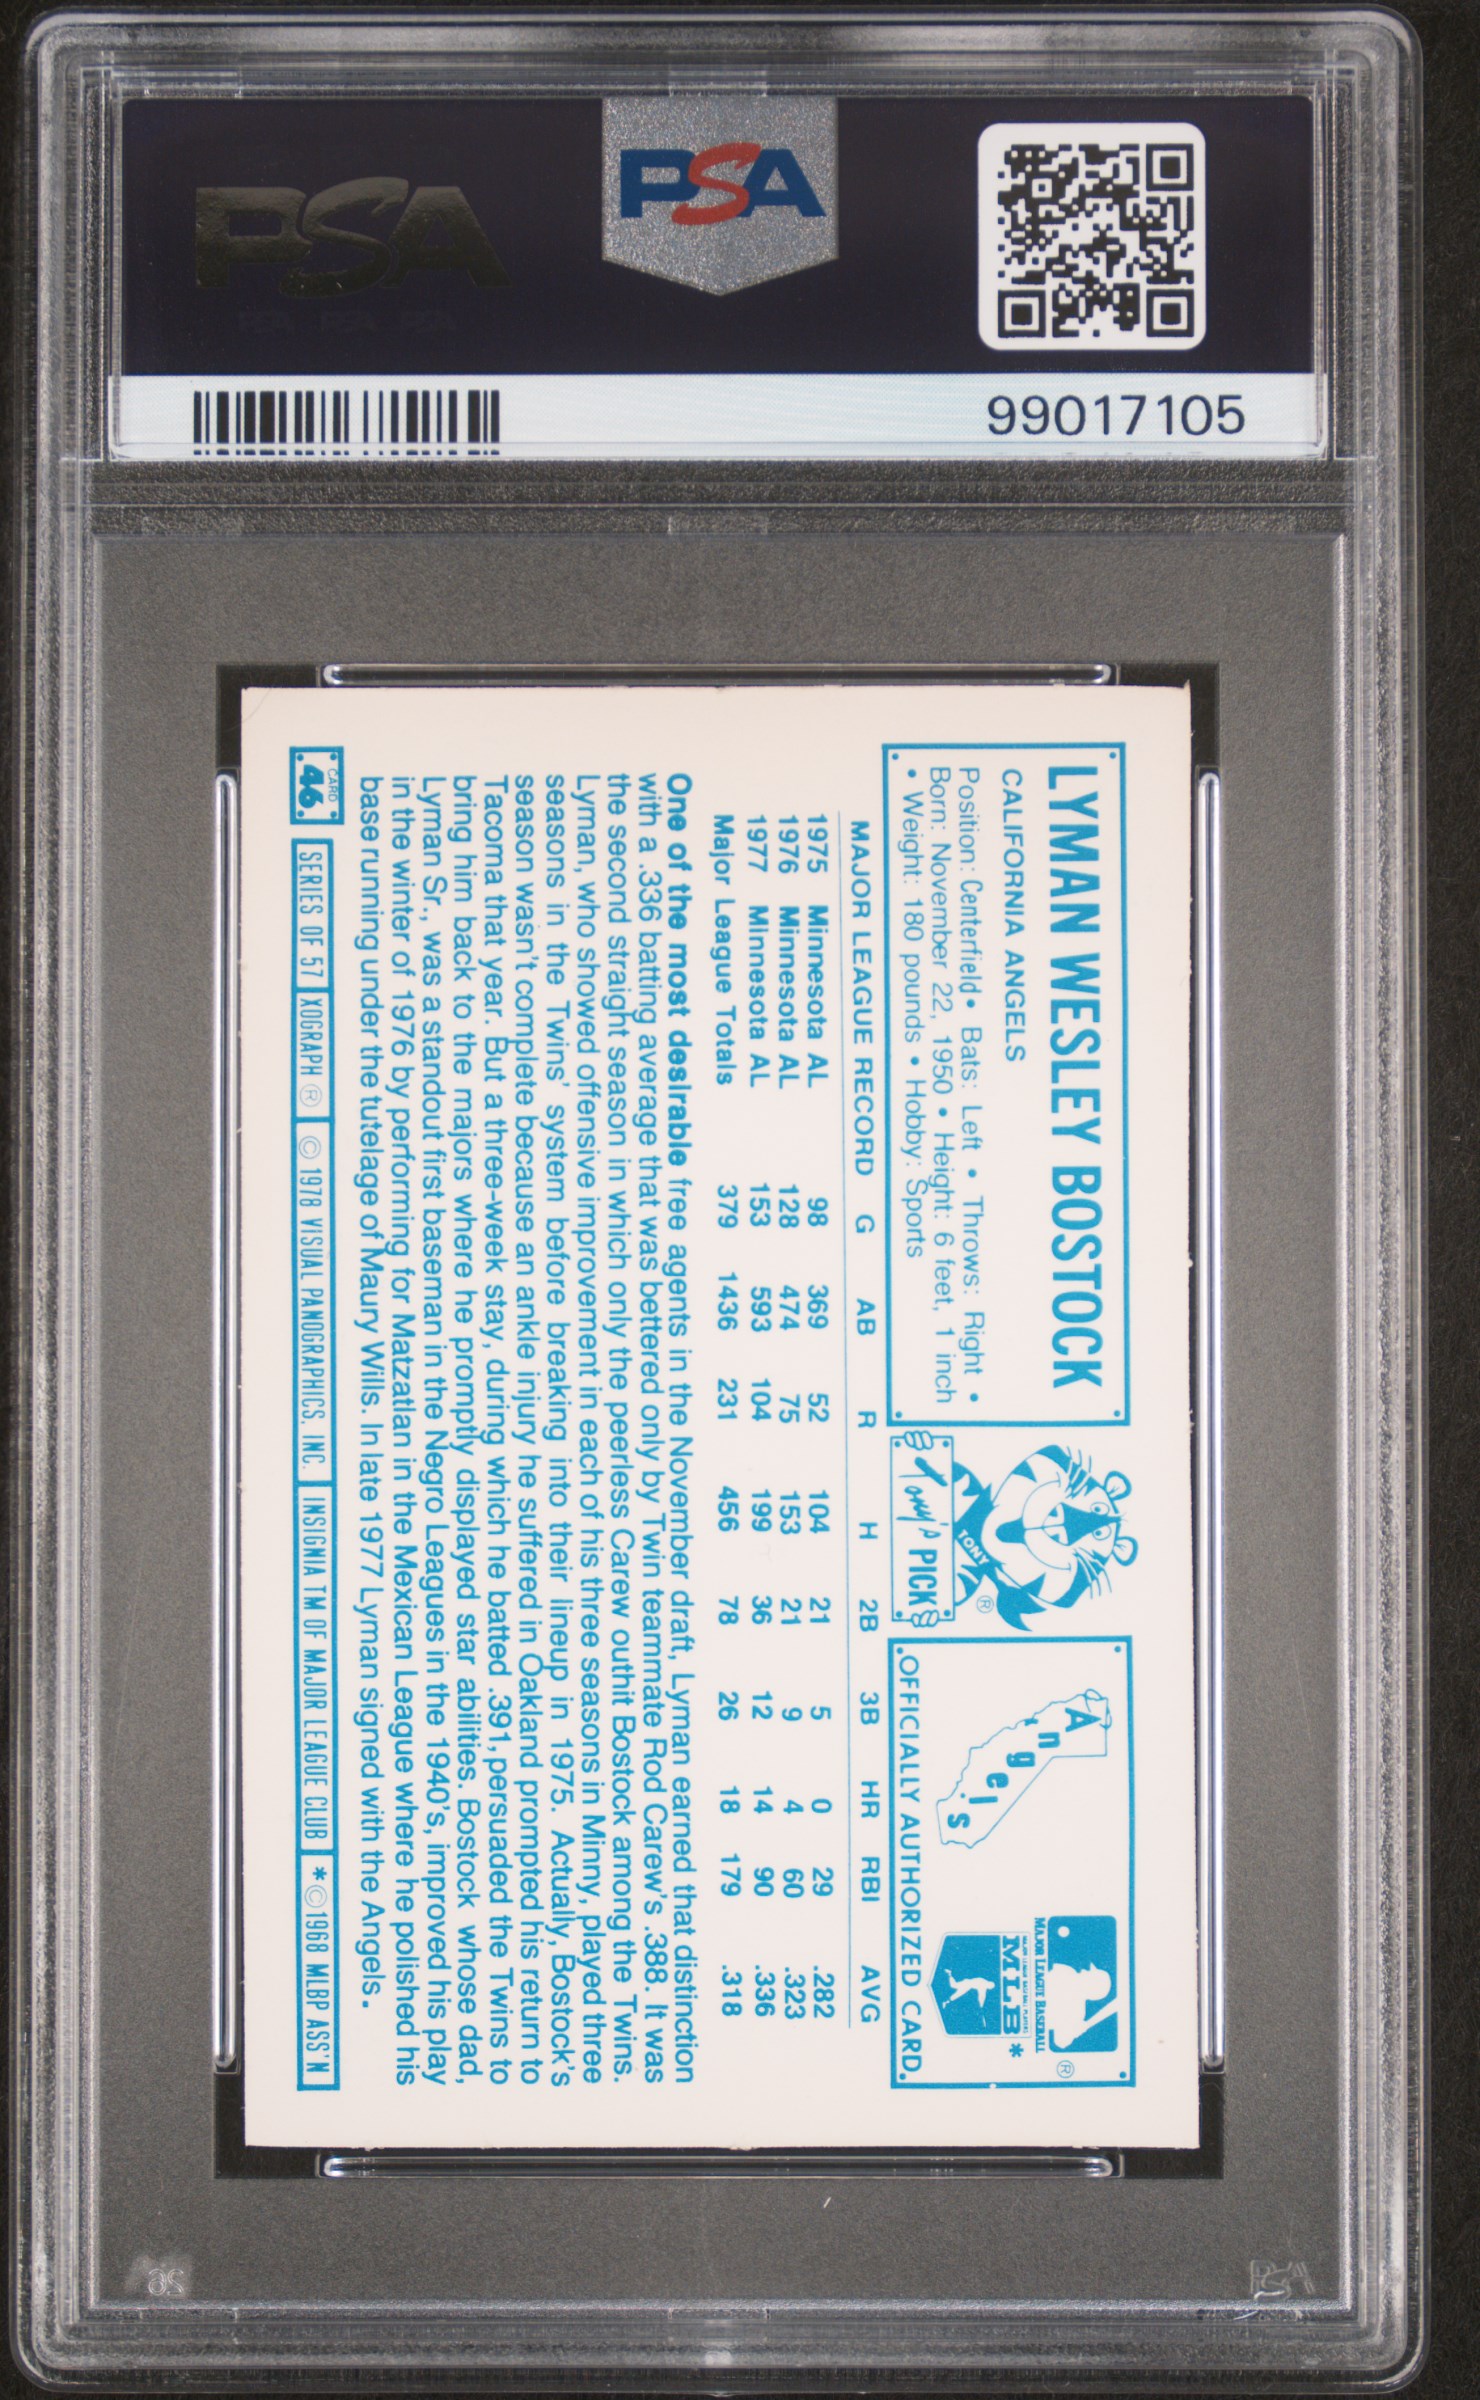 PSA
PSA
99017105
LYMAN WESLEY BOSTOCK
CALIFORNIA ANGELS
Position: Centerfield • Bats: Left • Throws: Right •
Born: November 22, 1950 • Height: 6 feet, 1 inch
• Weight: 180 pounds • Hobby: Sports
TONY
®
Tony's PICK
Angels
MAJOR LEAGUE BASEBALL
®
MLB *
OFFICIALLY AUTHORIZED CARD.
MAJOR LEAGUE RECORD G AB R H 2B 3B HR RBI AVG
1975 Minnesota AL 98 369 52 104 21 5 0 29 .282
1976 Minnesota AL 128 474 75 153 21 9 4 60 .323
1977 Minnesota AL 153 593 104 199 36 12 14 90 .336
Major League Totals 379 1436 231 456 78 26 18 179 .318
One of the most desirable free agents in the November draft, Lyman earned that distinction
with a .336 batting average that was bettered only by Twin teammate Rod Carew's .388. It was
the second straight season in which only the peerless Carew outhit Bostock among the Twins.
Lyman, who showed offensive improvement in each of his three seasons in Minny, played three
seasons in the Twins' system before breaking into their lineup in 1975. Actually, Bostock's
season wasn't complete because an ankle injury he suffered in Oakland prompted his return to
Tacoma that year. But a three-week stay, during which he batted .391, persuaded the Twins to
bring him back to the majors where he promptly displayed star abilities. Bostock whose dad,
Lyman Sr., was a standout first baseman in the Negro Leagues in the 1940's, improved his play
in the winter of 1976 by performing for Matzatlan in the Mexican League where he polished his
base running under the tutelage of Maury Wills. In late 1977 Lyman signed with the Angels.
CARD 46. SERIES OF 57 XOGRAPH ® © 1978 VISUAL PANOGRAPHICS, INC. INSIGNIA TM OF MAJOR LEAGUE CLUB *©1968 MLBP ASS'N
PSA